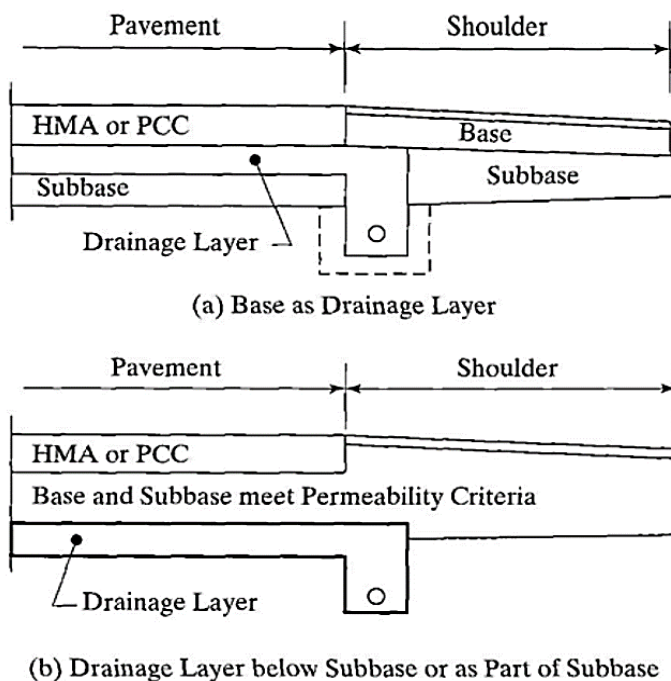 Pavement
Shoulder
HMA or PCC
Base
Subbase
Subbase
Drainage Layer
(a) Base as Drainage Layer
Pavement
Shoulder
HMA or PCC
Base and Subbase meet Permeability Criteria
Drainage Layer
(b) Drainage Layer below Subbase or as Part of Subbase